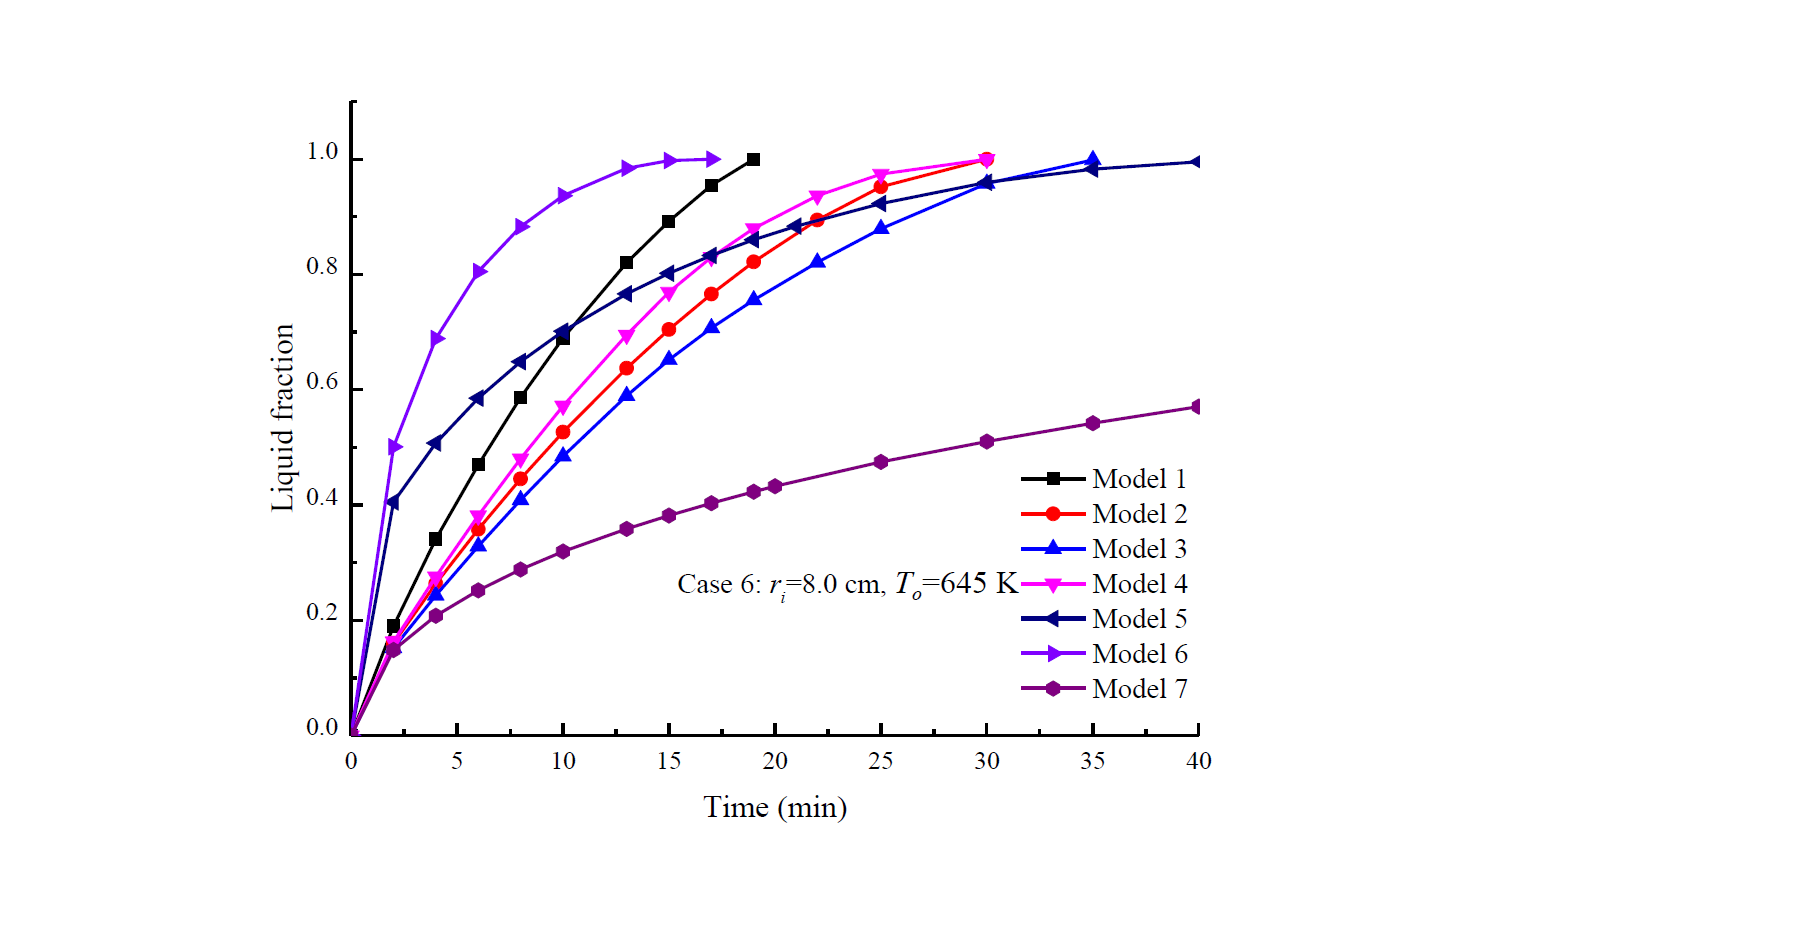 1.0
0.8
0.6
0.4
0.2
0.0
Liquid fraction
0 5 10 15 20 25 30 35 40
Time (min)
Case 6: rᵢ=8.0 cm, Tₒ=645 K
Model 1
Model 2
Model 3
Model 4
Model 5
Model 6
Model 7